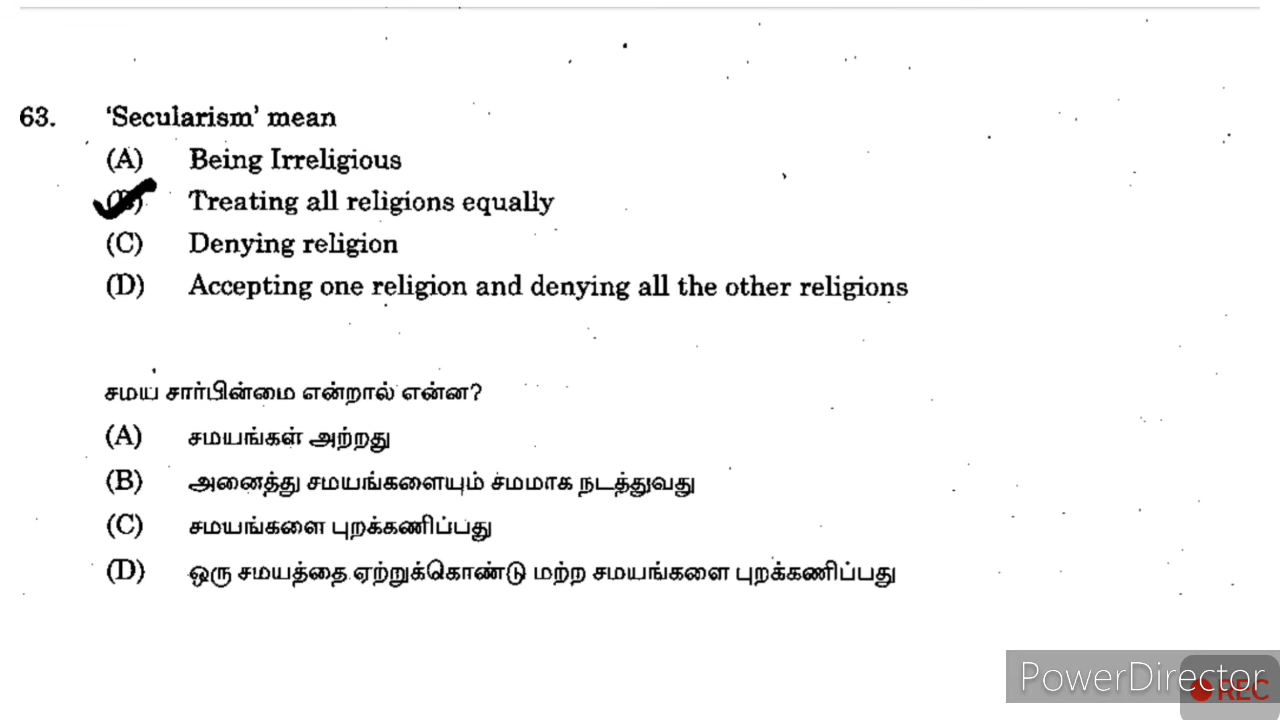 63. 'Secularism' mean
(A) Being Irreligious
(B) Treating all religions equally
(C) Denying religion
(D) Accepting one religion and denying all the other religions
சமய சார்பின்மை என்றால் என்ன?
(A) சமயங்கள் அற்றது
(B) அனைத்து சமயங்களையும் சமமாக நடத்துவது
(C) சமயங்களை புறக்கணிப்பது
(D) ஒரு சமயத்தை ஏற்றுக்கொண்டு மற்ற சமயங்களை புறக்கணிப்பது
PowerDirector
REC